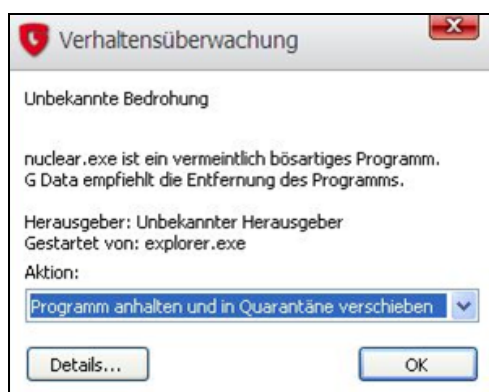 Verhaltensüberwachung
Unbekannte Bedrohung
nuclear.exe ist ein vermeintlich bösartiges Programm.
G Data empfiehlt die Entfernung des Programms.
Herausgeber: Unbekannter Herausgeber
Gestartet von: explorer.exe
Aktion:
Programm anhalten und in Quarantäne verschieben
Details...
OK